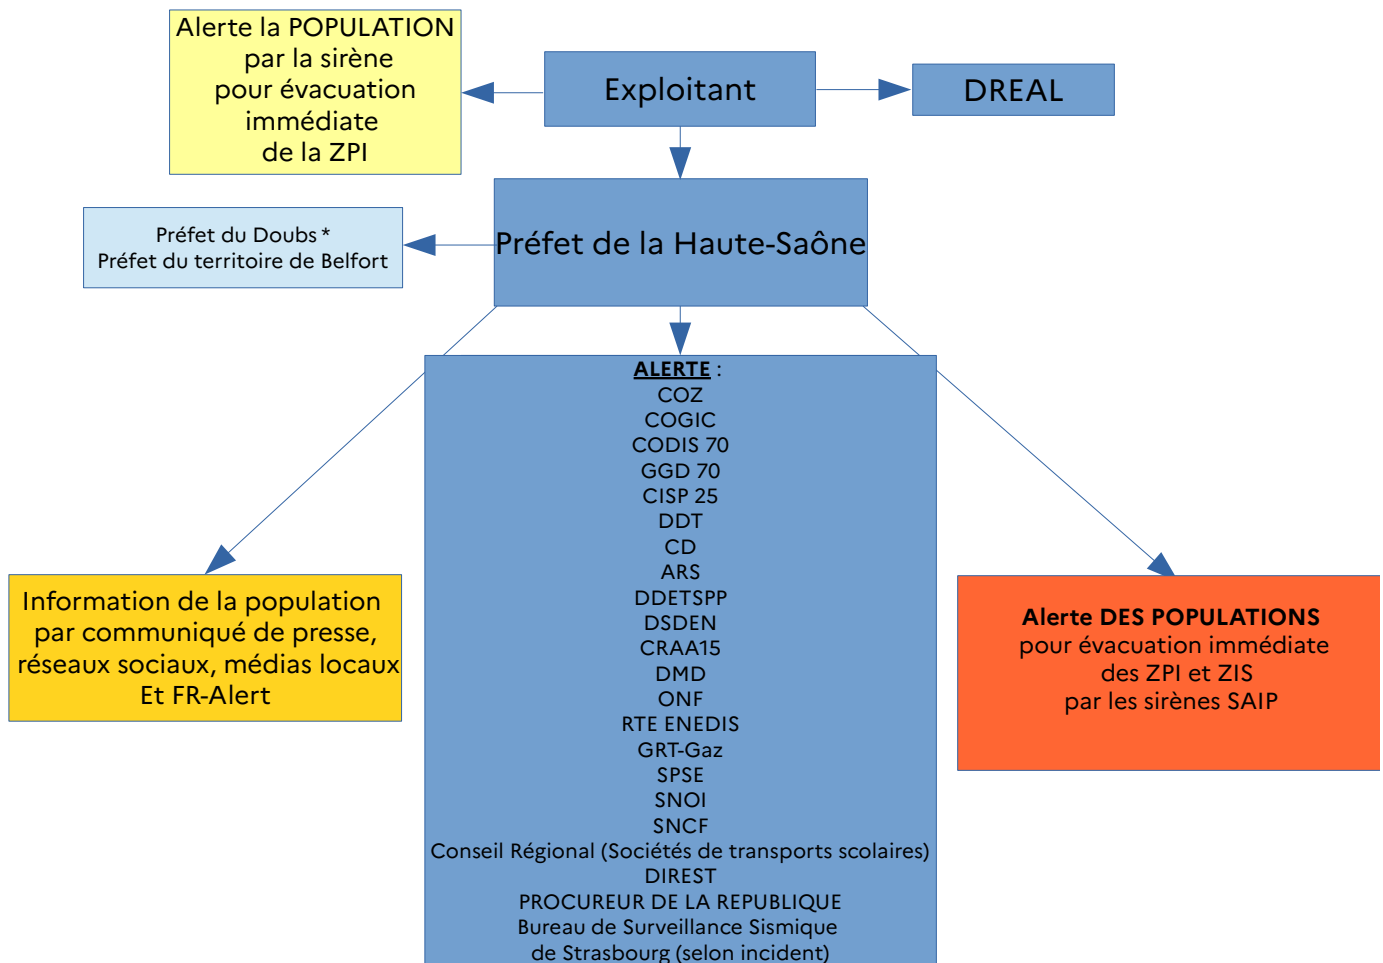 Alerte la POPULATION
par la sirène
pour évacuation
immédiate
de la ZPI
Exploitant
DREAL
Préfet du Doubs *
Préfet du territoire de Belfort
Préfet de la Haute-Saône
ALERTE :
COZ
COGIC
CODIS 70
GGD 70
CISP 25
DDT
CD
ARS
DDETSPP
DSDEN
CRAA15
DMD
ONF
RTE ENEDIS
GRT-Gaz
SPSE
SNOI
SNCF
Conseil Régional (Sociétés de transports scolaires)
DIREST
PROCUREUR DE LA REPUBLIQUE
Bureau de Surveillance Sismique
de Strasbourg (selon incident)
Information de la population
par communiqué de presse,
réseaux sociaux, médias locaux
Et FR-Alert
Alerte DES POPULATIONS
pour évacuation immédiate
des ZPI et ZIS
par les sirènes SAIP